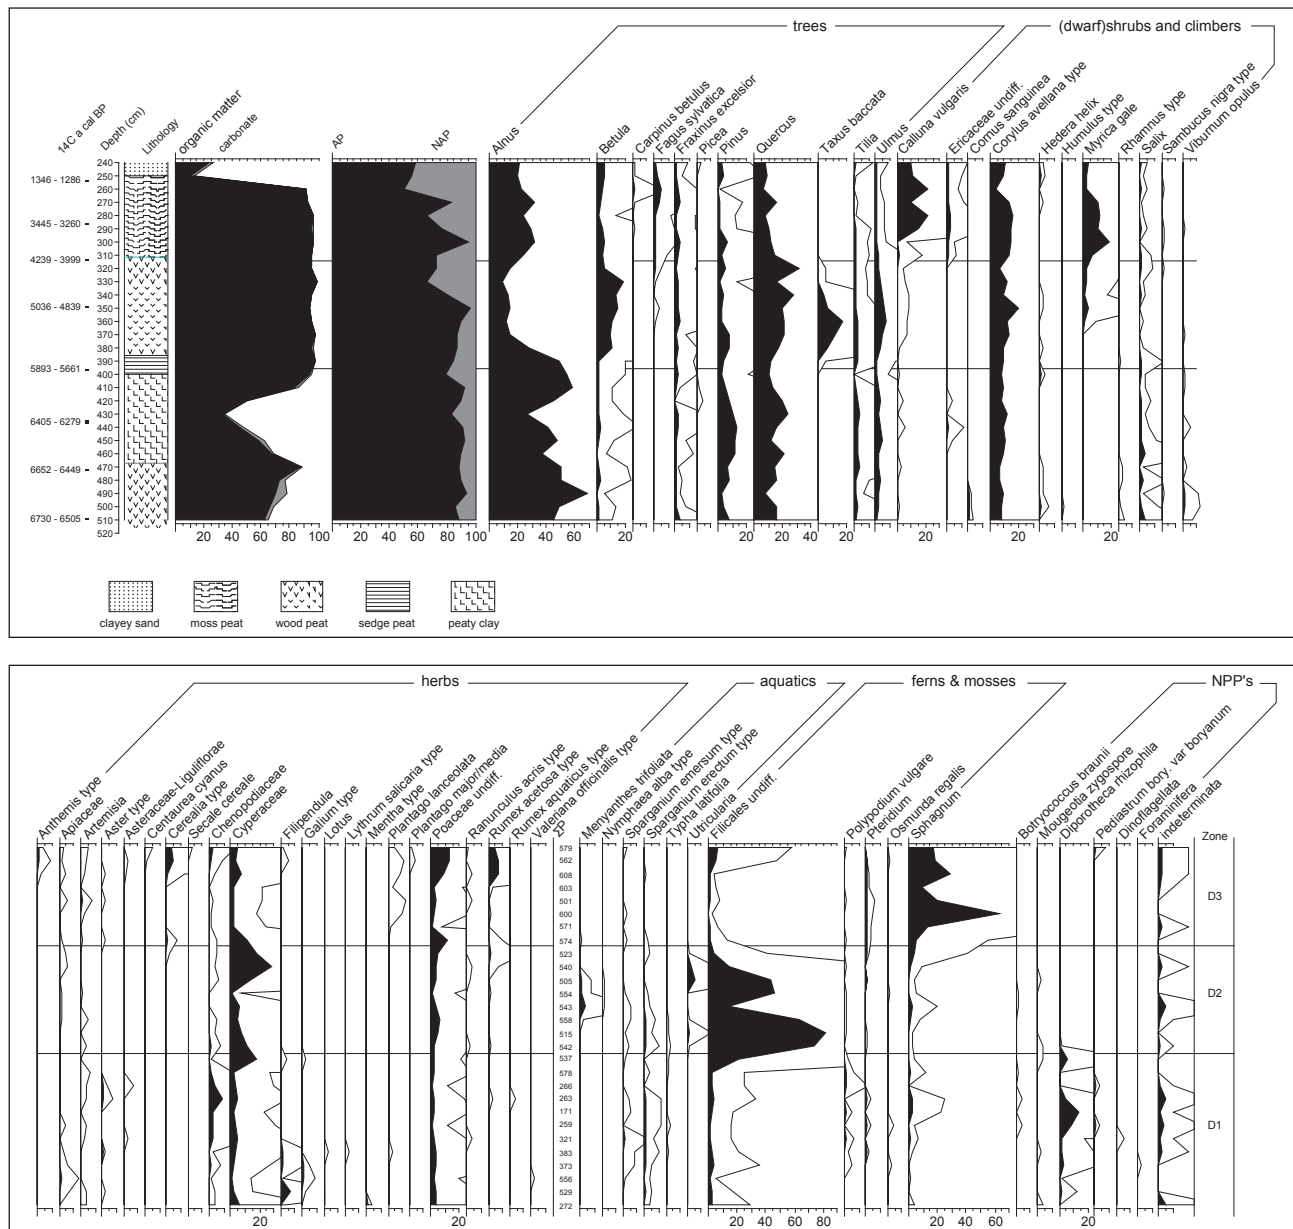 trees
(dwarf)shrubs and climbers
14C a cal BP
Depth (cm)
Lithology
organic matter
carbonate
AP
NAP
Alnus
Betula
Carpinus betulus
Fagus sylvatica
Fraxinus excelsior
Picea
Pinus
Quercus
Taxus baccata
Tilia
Ulmus
Calluna vulgaris
Ericaceae undiff.
Cornus sanguinea
Corylus avellana type
Hedera helix
Humulus type
Myrica gale
Rhamnus type
Salix
Sambucus nigra type
Viburnum opulus
240
250
1346 - 1286
260
270
280
3445 - 3260
290
300
310
4239 - 3999
320
330
340
5036 - 4839
350
360
370
380
390
5893 - 5661
400
410
420
430
6405 - 6279
440
450
460
6652 - 6449
470
480
490
500
6730 - 6505
510
520
20 40 60 80 100 20 40 60 80 100 20 40 60 80 20 20 20 20 20 20 20
clayey sand
moss peat
wood peat
sedge peat
peaty clay
herbs
aquatics
ferns & mosses
NPP's
Anthemis type
Apiaceae
Artemisia
Aster type
Asteraceae-Liguliflorae
Centaurea cyanus
Cerealia type
Secale cereale
Chenopodiaceae
Cyperaceae
Filipendula
Galium type
Lotus
Lythrum salicaria type
Mentha type
Plantago lanceolata
Plantago major/media
Poaceae undiff.
Ranunculus acris type
Rumex acetosa type
Rumex aquaticus type
Valeriana officinalis type
ΣP
Menyanthes trifoliata
Nymphaea alba type
Sparganium emersum type
Sparganium erectum type
Typha latifolia
Utricularia
Filicales undiff.
Polypodium vulgare
Pteridium
Osmunda regalis
Sphagnum
Botryococcus braunii
Mougeotia zygospore
Diporotheca rhizophila
Pediastrum bory. var boryanum
Dinoflagellata
Foraminifera
Indeterminata
Zone
579
562
608
603
501
600
571
574
523
540
505
554
543
558
515
542
537
578
266
263
171
259
321
383
373
556
529
272
D3
D2
D1
20 20 20 40 60 80 20 40 60 20